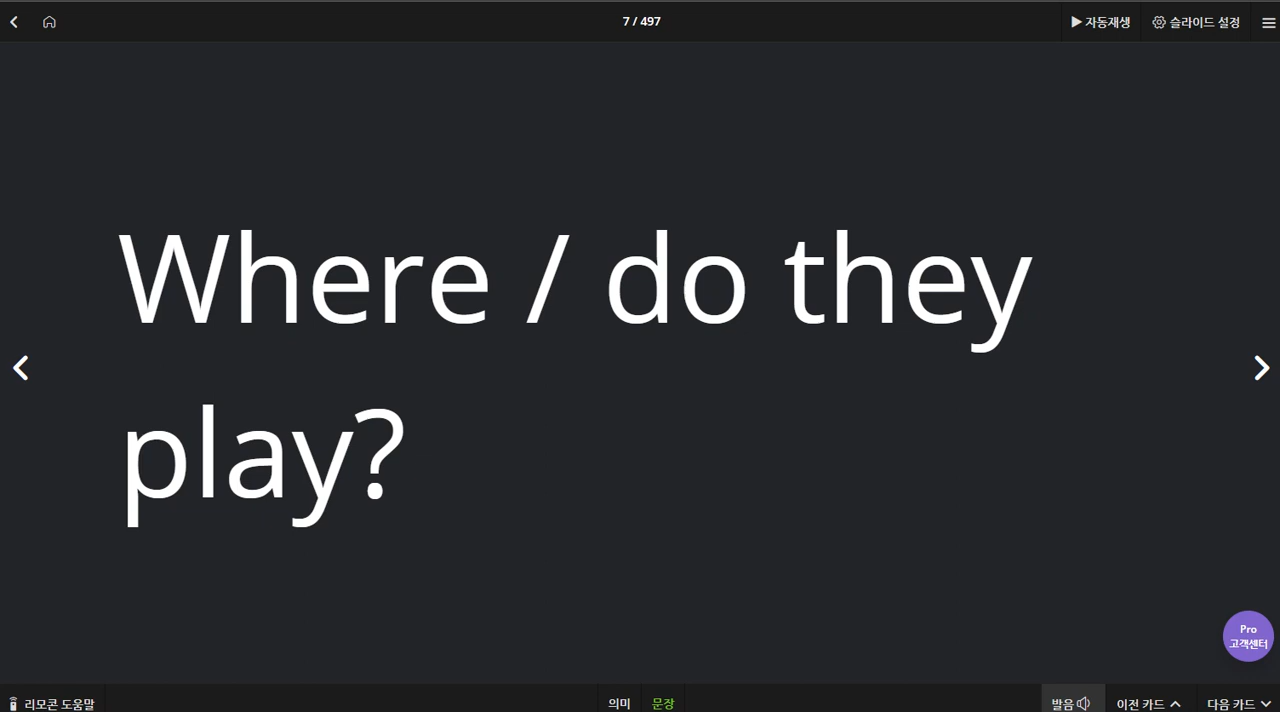 7 / 497
▶ 자동재생
슬라이드 설정
Where / do they
play?
Pro
고객센터
리모콘 도움말
의미
문장
발음
이전 카드
다음 카드